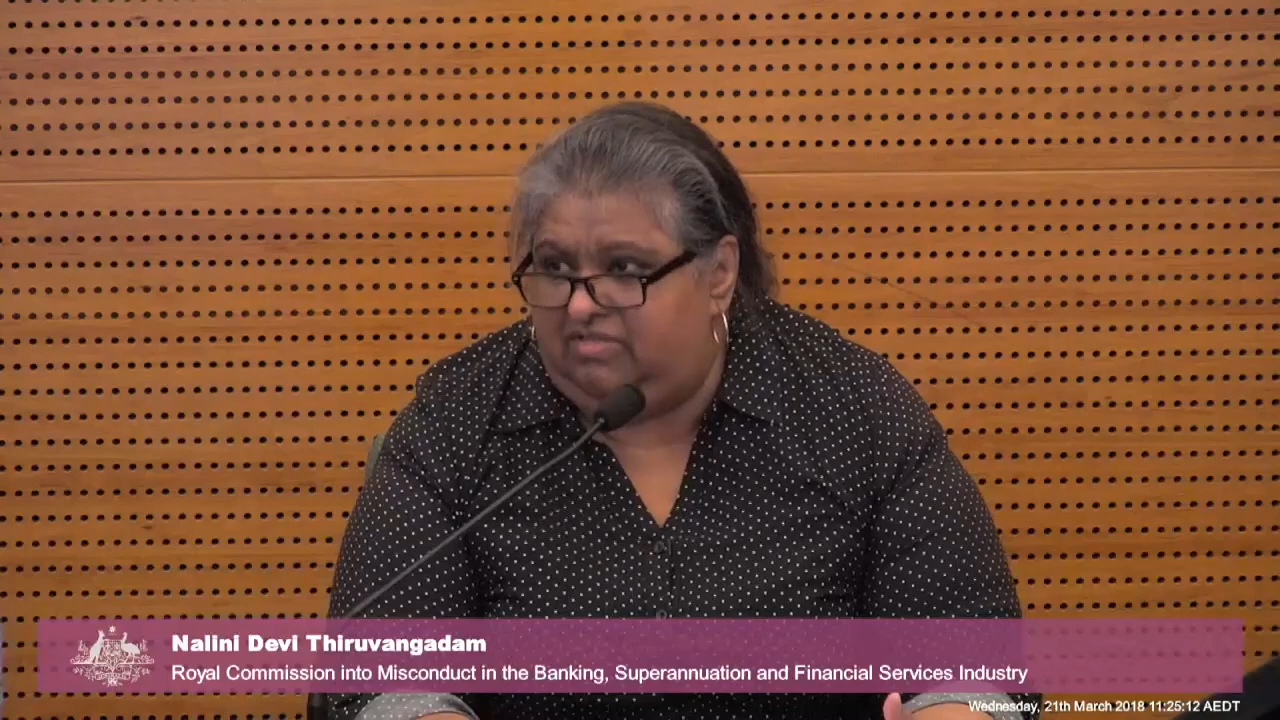 Nalini Devi Thiruvangadam
Royal Commission into Misconduct in the Banking, Superannuation and Financial Services Industry
Wednesday, 21th March 2018 11:25:12 AEDT